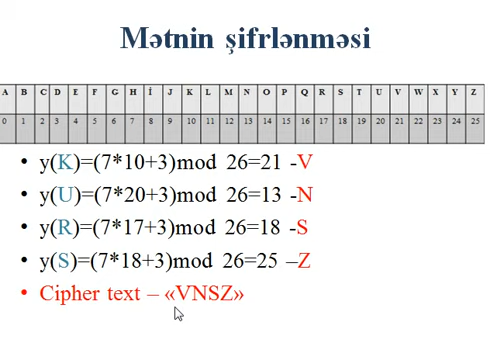 Mətnin şifrlənməsi
A B C D E F G H İ J K L M N O P Q R S T U V W X Y Z
0 1 2 3 4 5 6 7 8 9 10 11 12 13 14 15 16 17 18 19 20 21 22 23 24 25
• y(K)=(7*10+3)mod 26=21 -V
• y(U)=(7*20+3)mod 26=13 -N
• y(R)=(7*17+3)mod 26=18 -S
• y(S)=(7*18+3)mod 26=25 –Z
• Cipher text – «VNSZ»